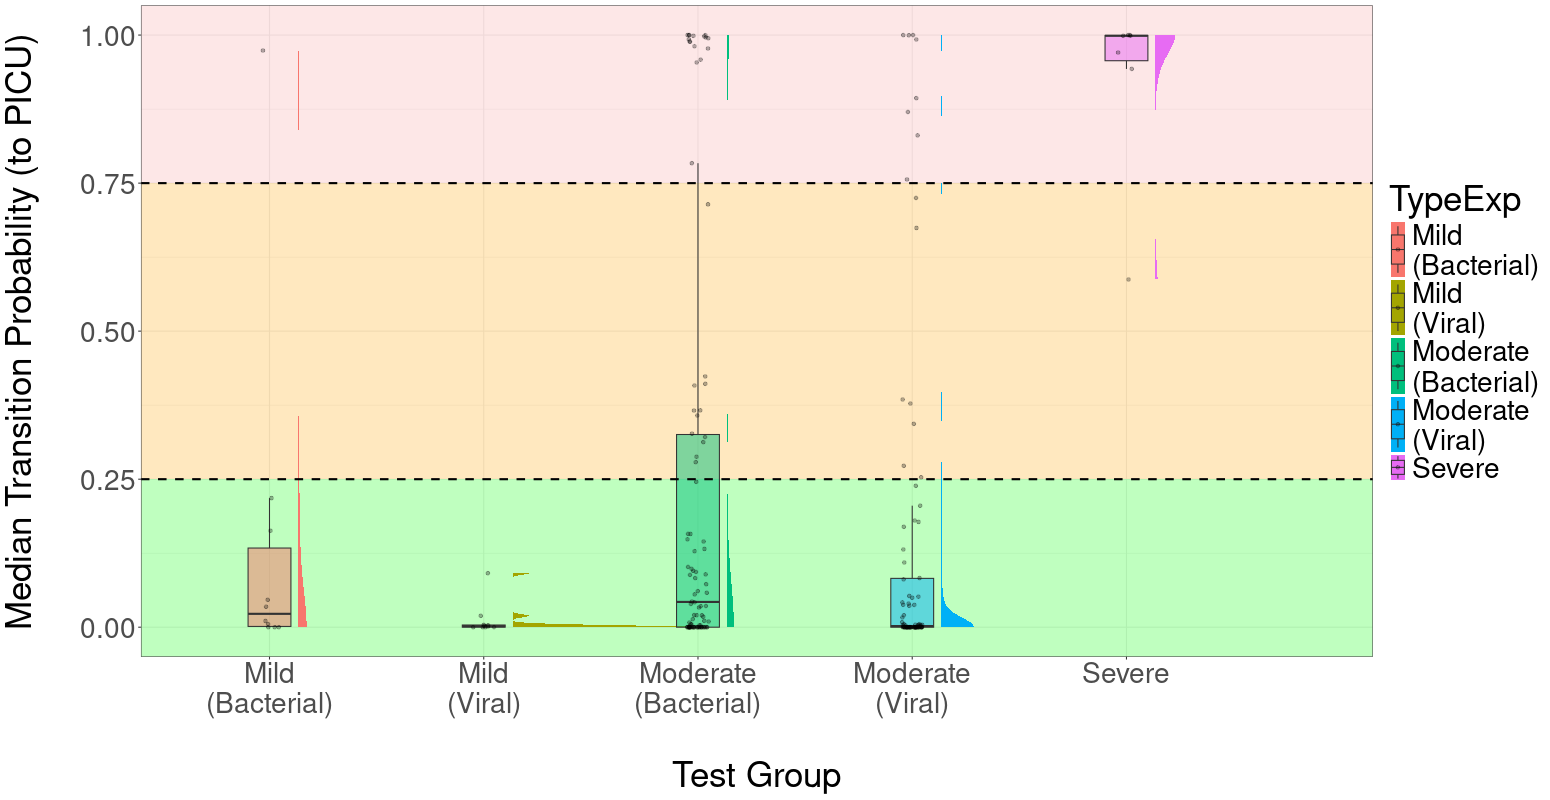 Median Transition Probability (to PICU)
1.00
0.75
0.50
0.25
0.00
Mild
(Bacterial)
Mild
(Viral)
Moderate
(Bacterial)
Moderate
(Viral)
Severe
Test Group
TypeExp
Mild
(Bacterial)
Mild
(Viral)
Moderate
(Bacterial)
Moderate
(Viral)
Severe